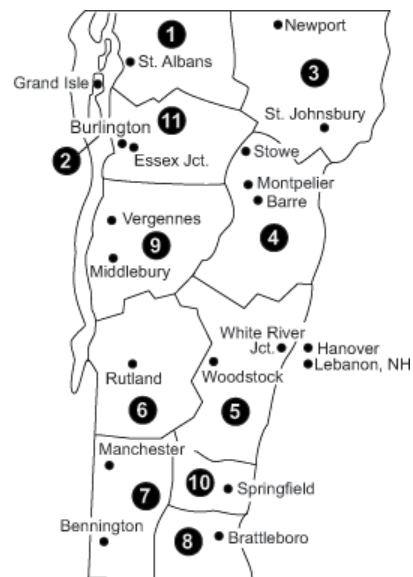 Newport
1
St. Albans
3
Grand Isle
St. Johnsbury
11
Burlington
Stowe
2
Essex Jct.
Montpelier
Barre
Vergennes
4
9
Middlebury
White River
Jct.
Hanover
Woodstock
Lebanon, NH
Rutland
6
5
Manchester
10
Springfield
7
Bennington
8
Brattleboro